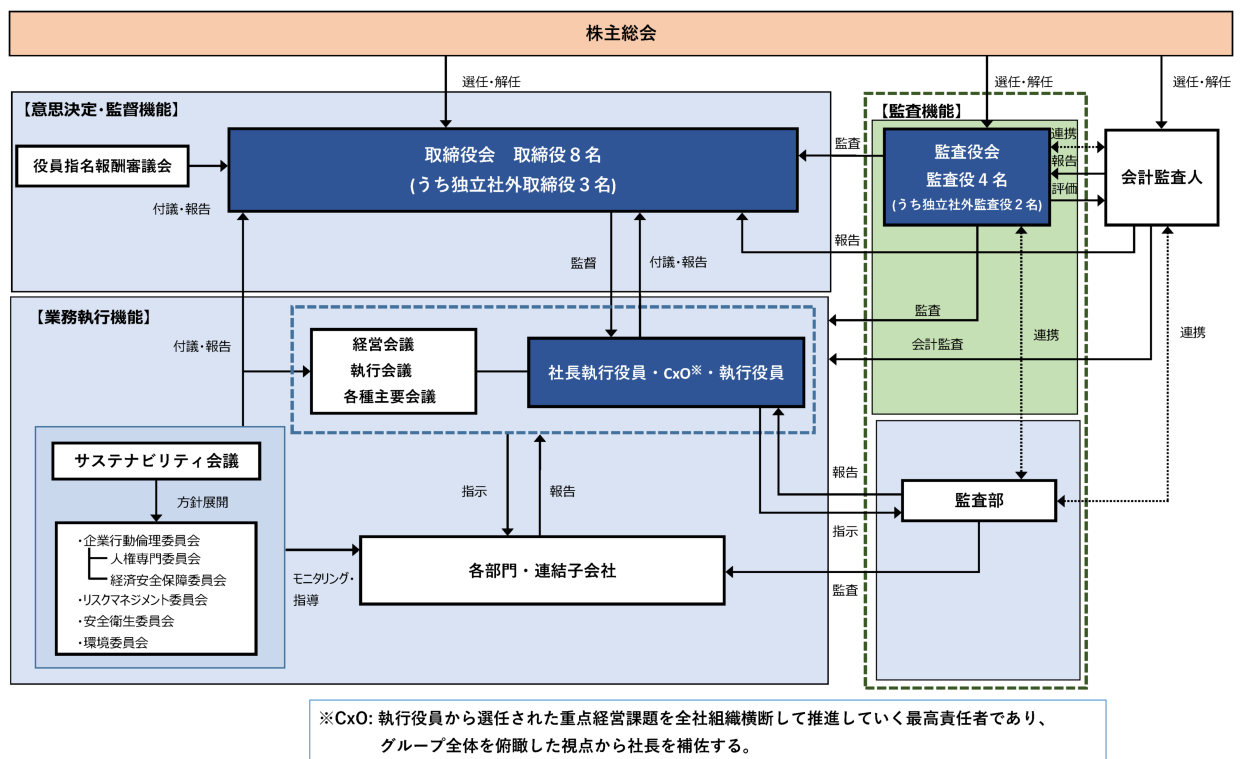 株主総会
選任・解任
選任・解任
選任・解任
【意思決定・監督機能】
【監査機能】
役員指名報酬審議会
取締役会　取締役８名
(うち独立社外取締役３名)
監査
監査役会
監査役４名
(うち独立社外監査役２名)
連携
報告
評価
会計監査人
付議・報告
監督
付議・報告
報告
【業務執行機能】
監査
会計監査
連携
連携
付議・報告
経営会議
執行会議
各種主要会議
社長執行役員・CxO※・執行役員
サステナビリティ会議
方針展開
指示
報告
報告
指示
監査部
・企業行動倫理委員会
人権専門委員会
経済安全保障委員会
・リスクマネジメント委員会
・安全衛生委員会
・環境委員会
モニタリング・
指導
各部門・連結子会社
監査
※CxO: 執行役員から選任された重点経営課題を全社組織横断して推進していく最高責任者であり、
グループ全体を俯瞰した視点から社長を補佐する。